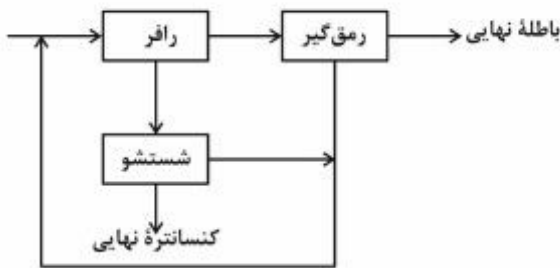 رافر
رمق‌گیر
باطلهٔ نهایی
شستشو
کنسانترهٔ نهایی